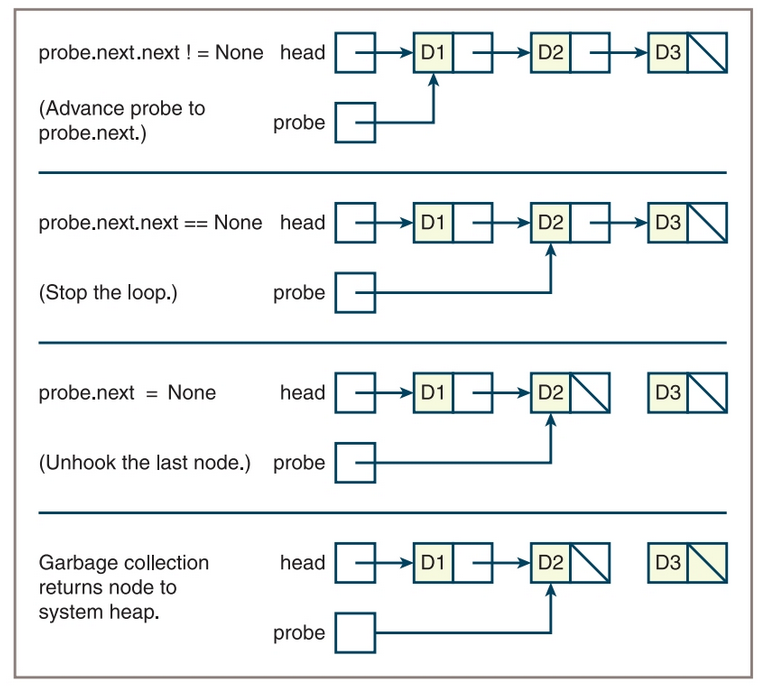 probe.next.next ! = None head D1 D2 D3
(Advance probe to
probe.next.)
probe
probe.next.next == None head D1 D2 D3
(Stop the loop.) probe
probe.next = None head D1 D2 D3
(Unhook the last node.) probe
Garbage collection
returns node to
system heap.
head D1 D2 D3
probe